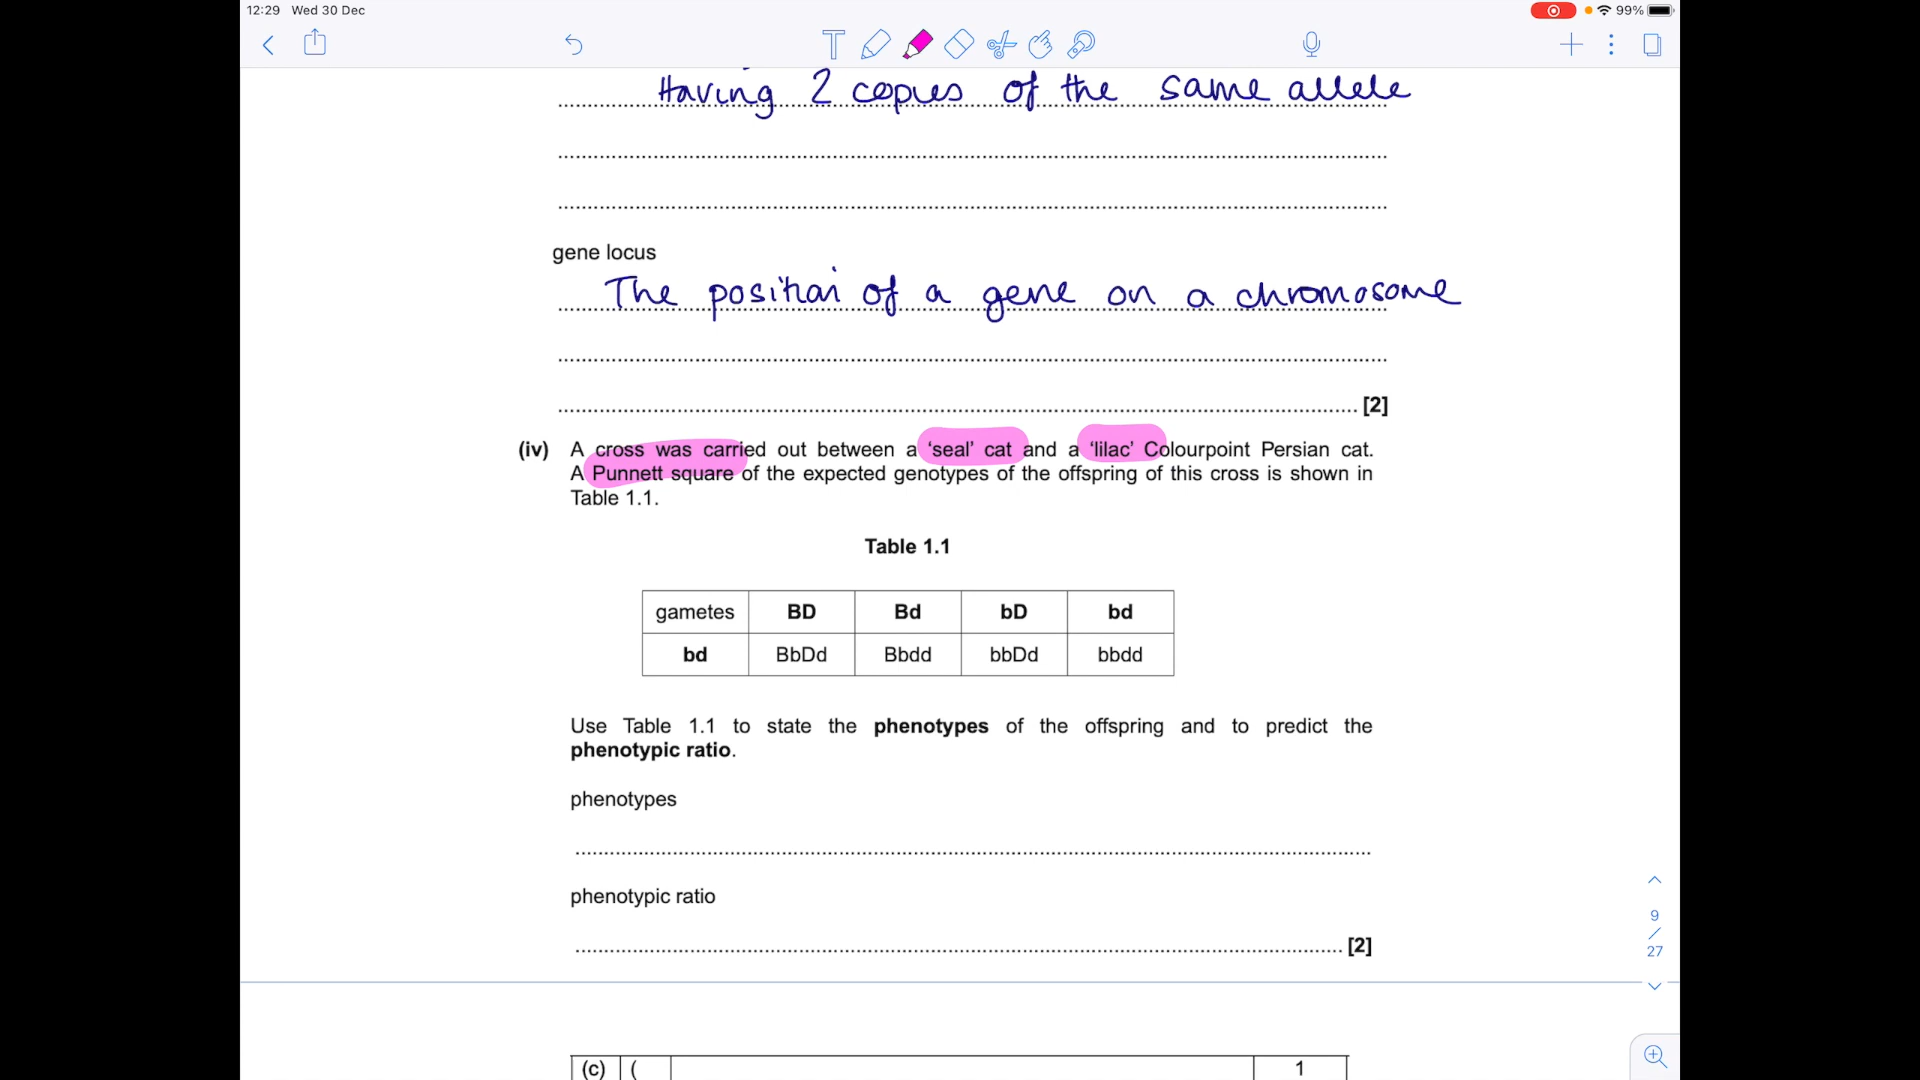 12:29 Wed 30 Dec
99%
Having 2 copies of the same allele
gene locus
The position of a gene on a chromosome
[2]
(iv) A cross was carried out between a ‘seal’ cat and a ‘lilac’ Colourpoint Persian cat.
A Punnett square of the expected genotypes of the offspring of this cross is shown in
Table 1.1.
Table 1.1
gametes BD Bd bD bd
bd BbDd Bbdd bbDd bbdd
Use Table 1.1 to state the phenotypes of the offspring and to predict the
phenotypic ratio.
phenotypes
phenotypic ratio
[2]
9
/
27
(c) ( 1